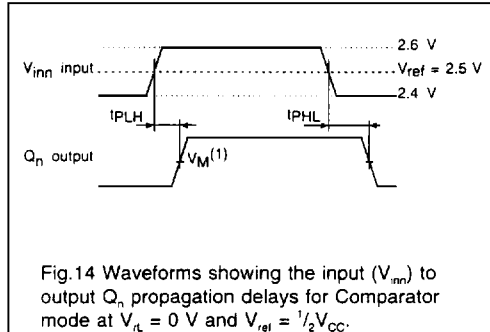 2.6 V
V_inn input
V_ref = 2.5 V
2.4 V
t_PLH
t_PHL
Q_n output
V_M^(1)
Fig.14 Waveforms showing the input (V_inn) to
output Q_n propagation delays for Comparator
mode at V_rL = 0 V and V_ref = 1/2V_CC.